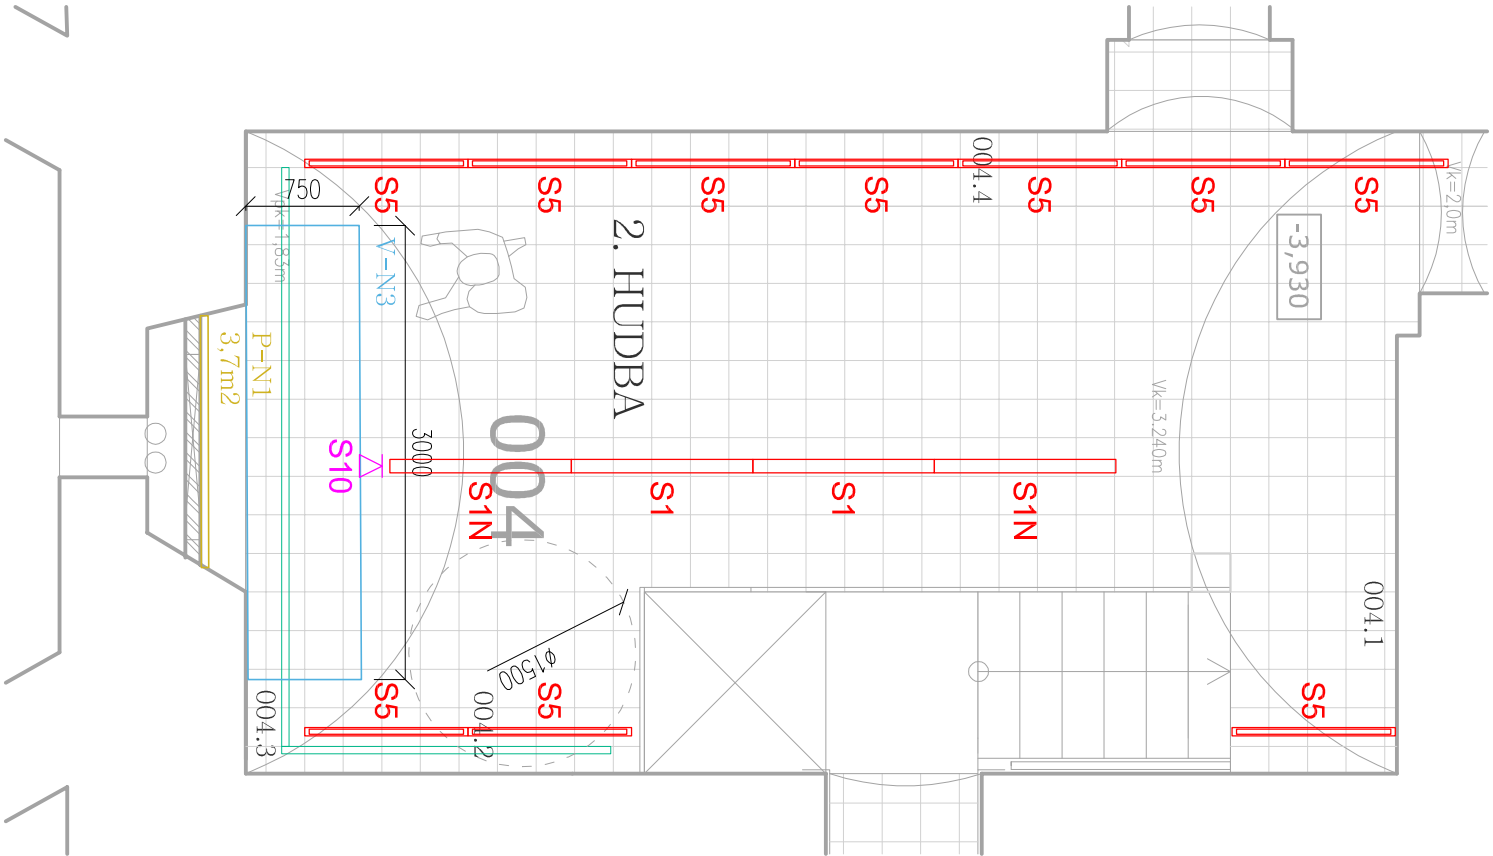 004.4
S5
S5
S5
S5
S5
S5
S5
Vk=2,0m
750
Vpk=1,83m
V-N3
2. HUDBA
-3,930
P-N1
3,7m2
Vk=3.240m
3000
004
S10
S1N
S1
S1
S1N
004.1
ø1500
S5
S5
S5
004.3
004.2